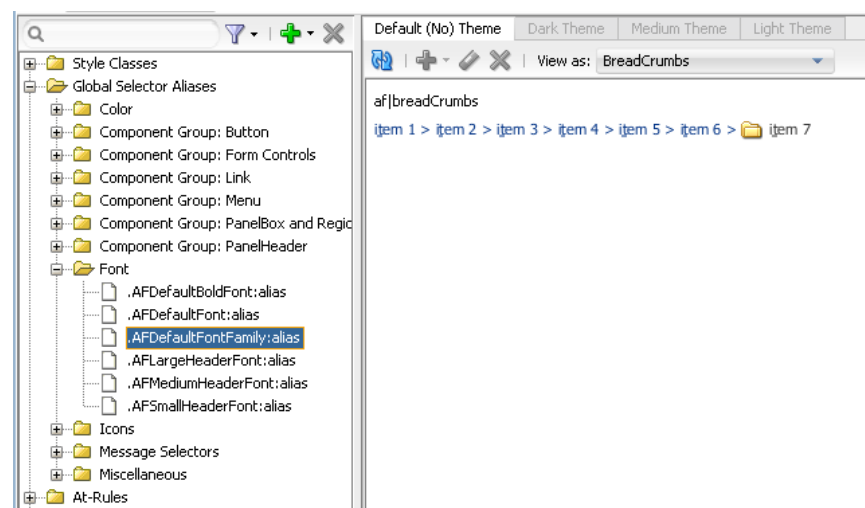 Style Classes
Global Selector Aliases
Color
Component Group: Button
Component Group: Form Controls
Component Group: Link
Component Group: Menu
Component Group: PanelBox and Regic
Component Group: PanelHeader
Font
.AFDefaultBoldFont:alias
.AFDefaultFont:alias
.AFDefaultFontFamily:alias
.AFLargeHeaderFont:alias
.AFMediumHeaderFont:alias
.AFSmallHeaderFont:alias
Icons
Message Selectors
Miscellaneous
At-Rules
Default (No) Theme Dark Theme Medium Theme Light Theme
View as: BreadCrumbs
af|breadCrumbs
item 1 > item 2 > item 3 > item 4 > item 5 > item 6 > item 7